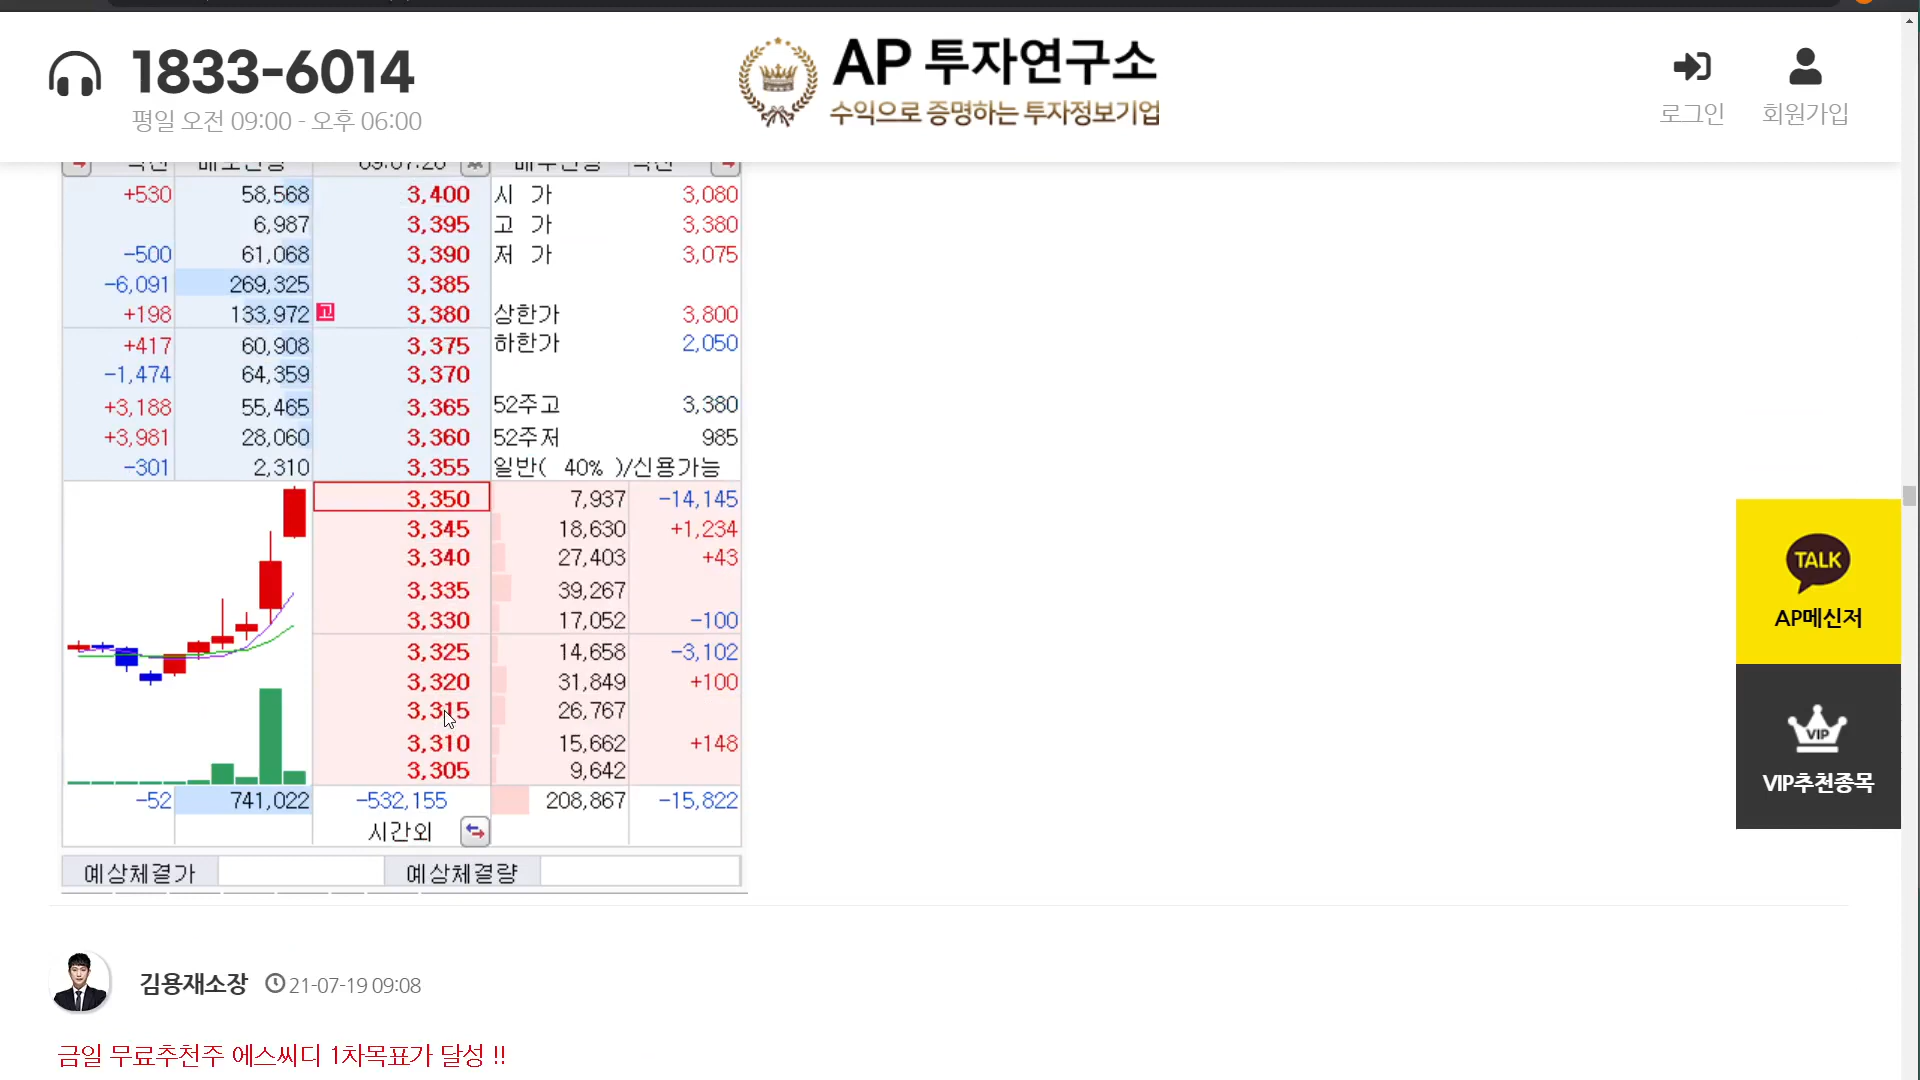 1833-6014
평일 오전 09:00 - 오후 06:00
AP 투자연구소
수익으로 증명하는 투자정보기업
로그인
회원가입
+530 58,568 3,400 시 가 3,080
6,987 3,395 고 가 3,380
-500 61,068 3,390 저 가 3,075
-6,091 269,325 3,385
+198 133,972 고 3,380 상한가 3,800
+417 60,908 3,375 하한가 2,050
-1,474 64,359 3,370
+3,188 55,465 3,365 52주고 3,380
+3,981 28,060 3,360 52주저 985
-301 2,310 3,355 일반( 40% )/신용가능
3,350 7,937 -14,145
3,345 18,630 +1,234
3,340 27,403 +43
3,335 39,267
3,330 17,052 -100
3,325 14,658 -3,102
3,320 31,849 +100
3,315 26,767
3,310 15,662 +148
3,305 9,642
-52 741,022 -532,155 208,867 -15,822
시간외
예상체결가 예상체결량
TALK
AP메신저
VIP
VIP추천종목
김용재소장 21-07-19 09:08
금일 무료추천주 에스씨디 1차목표가 달성 !!